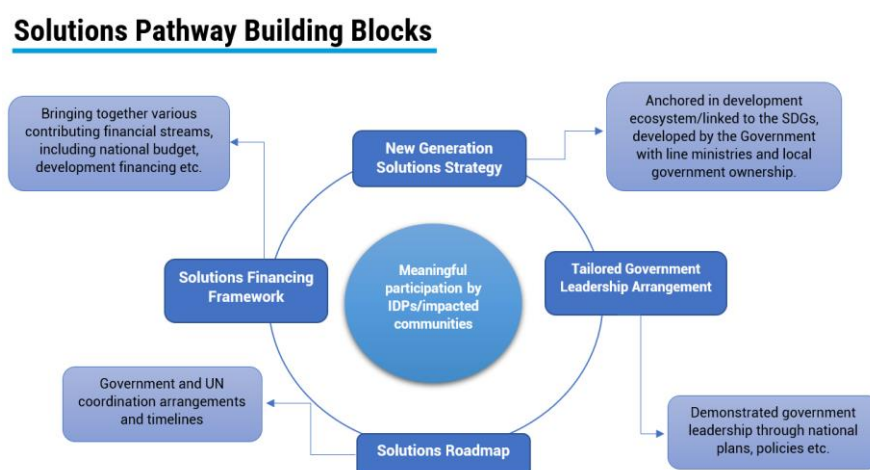 Solutions Pathway Building Blocks
Bringing together various
contributing financial streams,
including national budget,
development financing etc.
New Generation
Solutions Strategy
Anchored in development
ecosystem/linked to the SDGs,
developed by the Government
with line ministries and local
government ownership.
Solutions Financing
Framework
Meaningful
participation by
IDPs/impacted
communities
Tailored Government
Leadership Arrangement
Government and UN
coordination arrangements
and timelines
Solutions Roadmap
Demonstrated government
leadership through national
plans, policies etc.